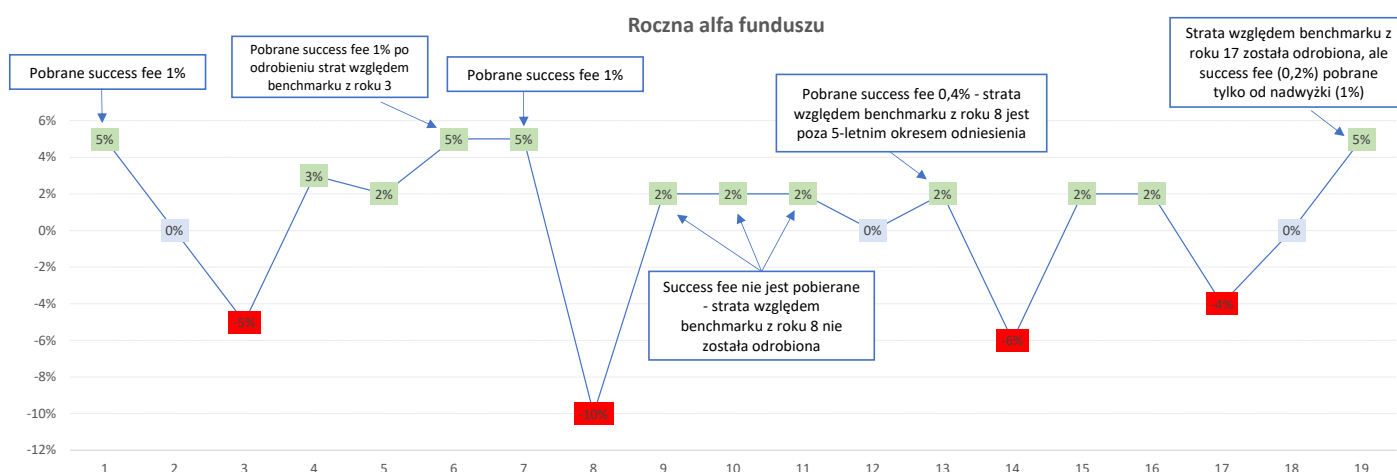 Roczna alfa funduszu
Pobrane success fee 1%
Pobrane success fee 1% po
odrobieniu strat względem
benchmarku z roku 3
Pobrane success fee 1%
Pobrane success fee 0,4% - strata
względem benchmarku z roku 8 jest
poza 5-letnim okresem odniesienia
Strata względem benchmarku z
roku 17 została odrobiona, ale
success fee (0,2%) pobrane
tylko od nadwyżki (1%)
Success fee nie jest pobierane
- strata względem
benchmarku z roku 8 nie
została odrobiona
6%
4%
2%
0%
-2%
-4%
-6%
-8%
-10%
-12%
5%
0%
-5%
3%
2%
5%
5%
-10%
2%
2%
2%
0%
2%
-6%
2%
2%
-4%
0%
5%
1 2 3 4 5 6 7 8 9 10 11 12 13 14 15 16 17 18 19